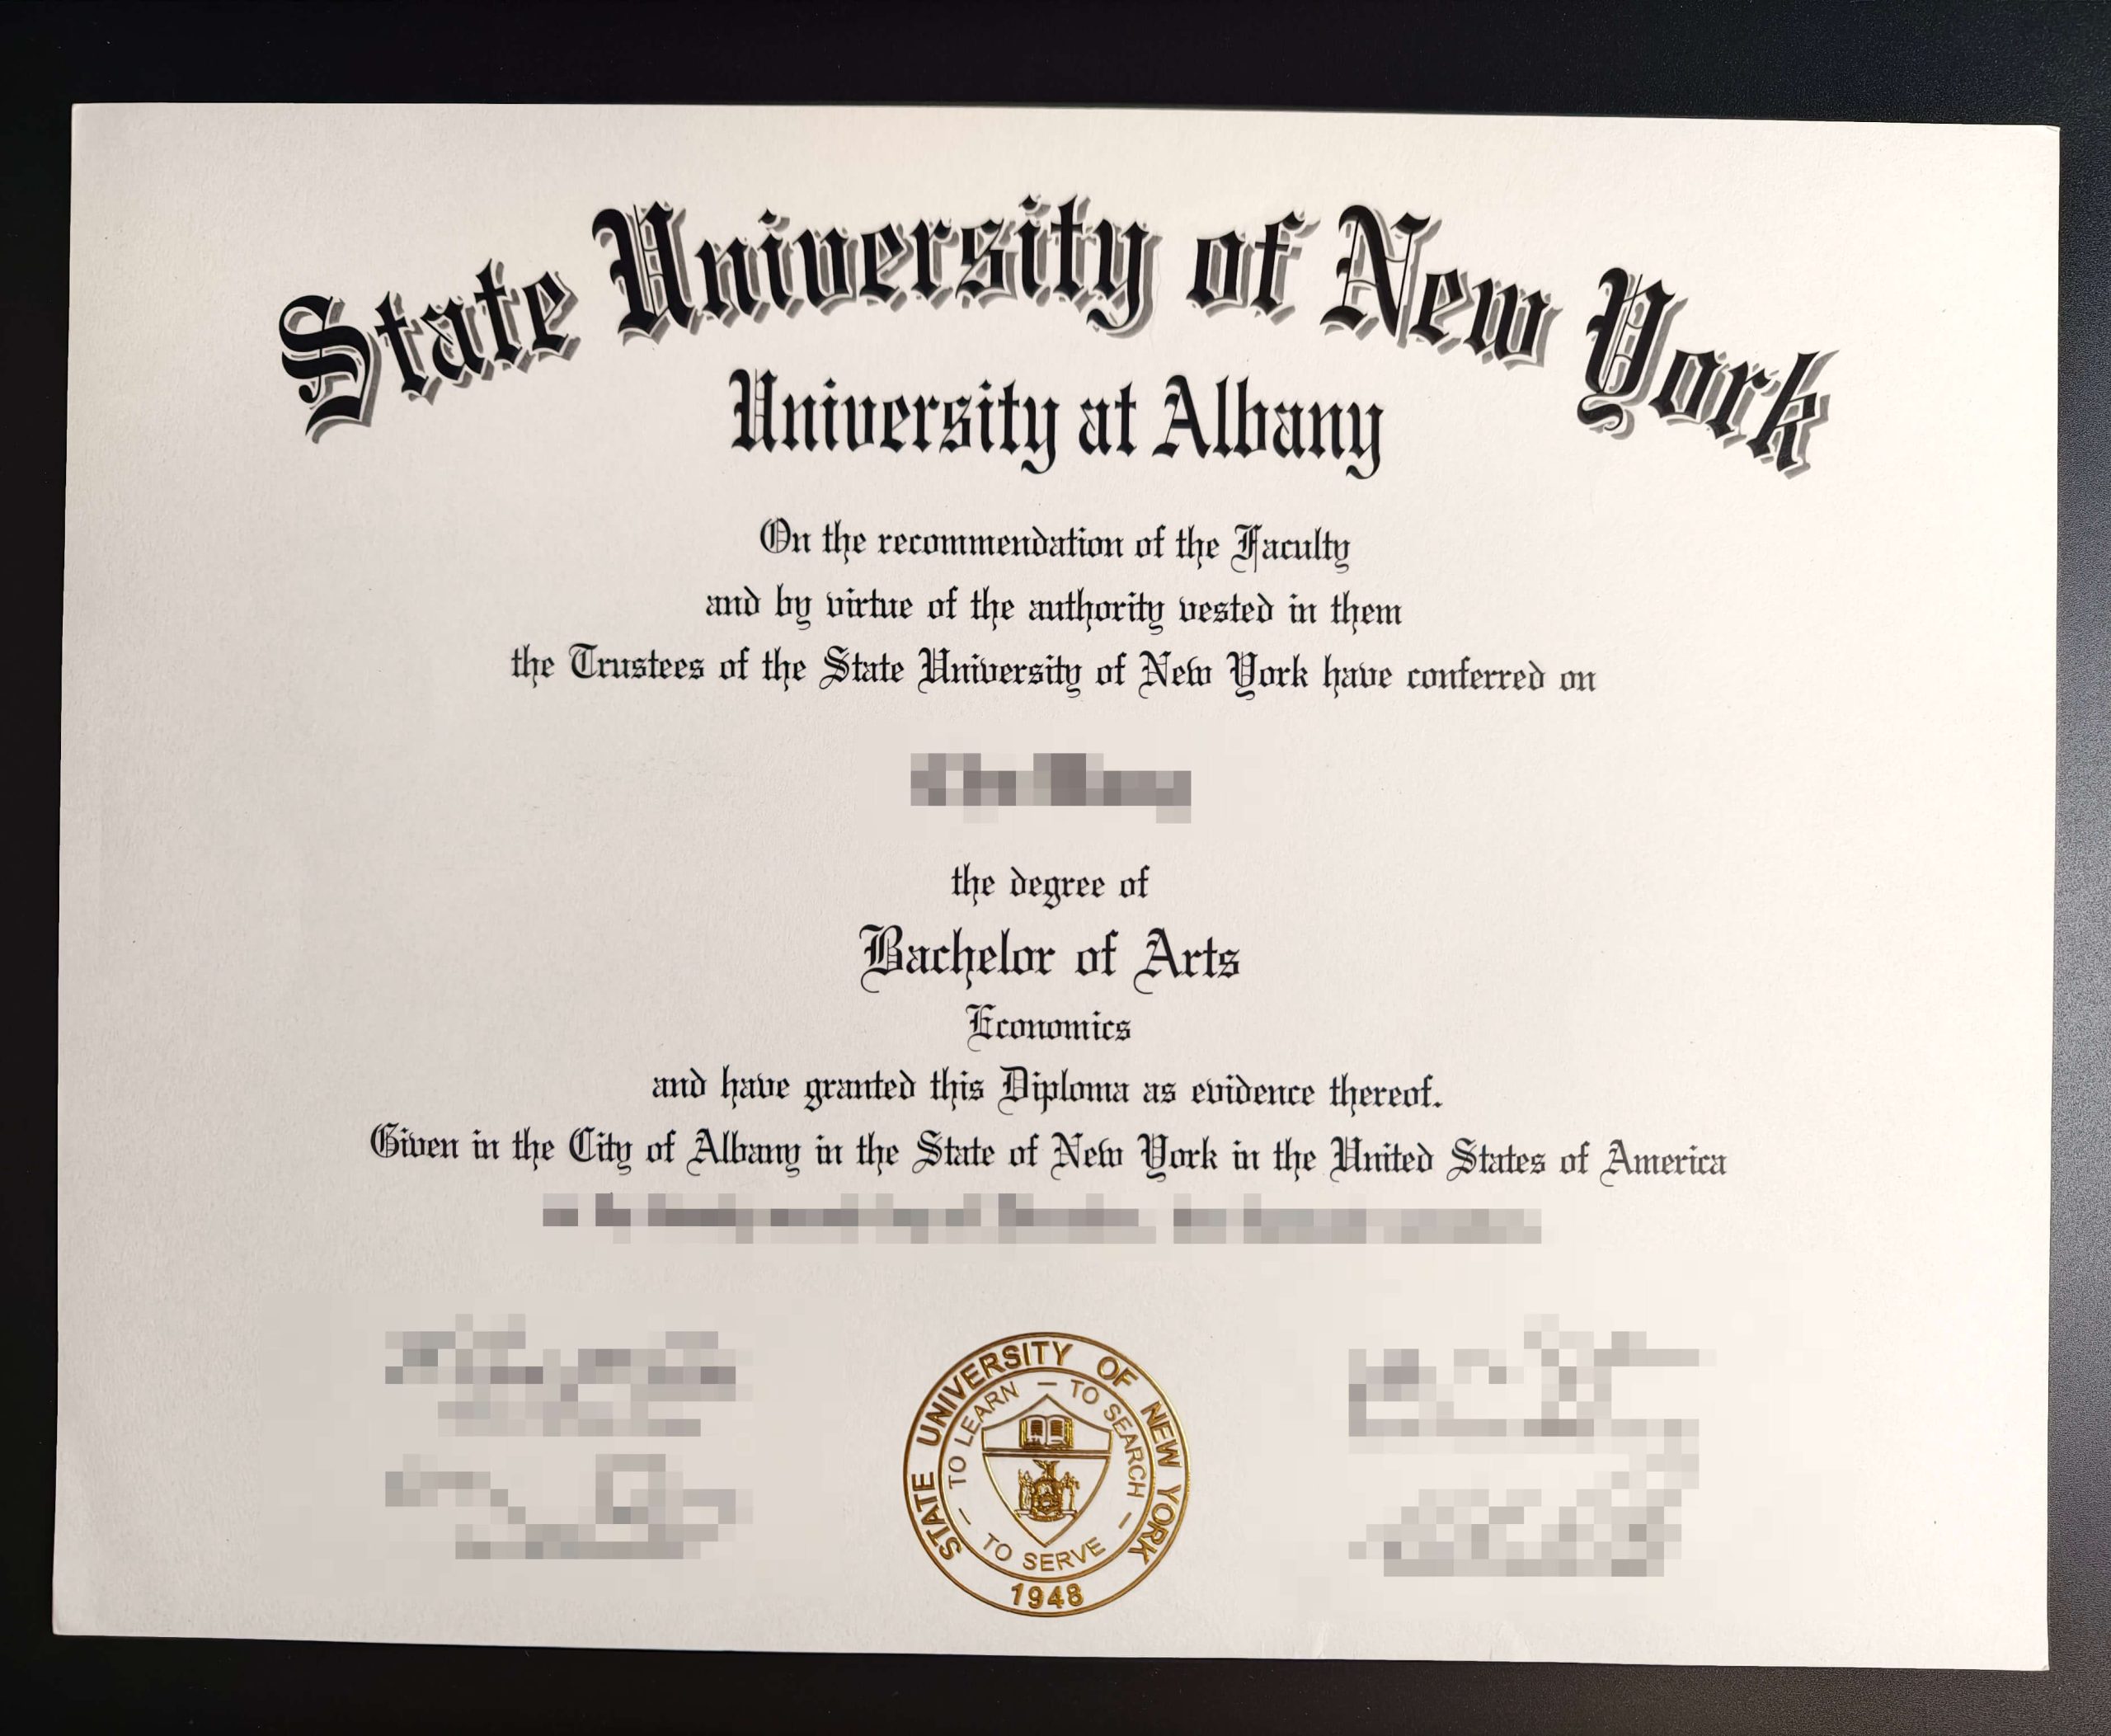 State University of New York
University at Albany
On the recommendation of the Faculty
and by virtue of the authority vested in them
the Trustees of the State University of New York have conferred on
the degree of
Bachelor of Arts
Economics
and have granted this Diploma as evidence thereof.
Given in the City of Albany in the State of New York in the United States of America
STATE UNIVERSITY OF NEW YORK
TO LEARN — TO SEARCH — TO SERVE —
1948